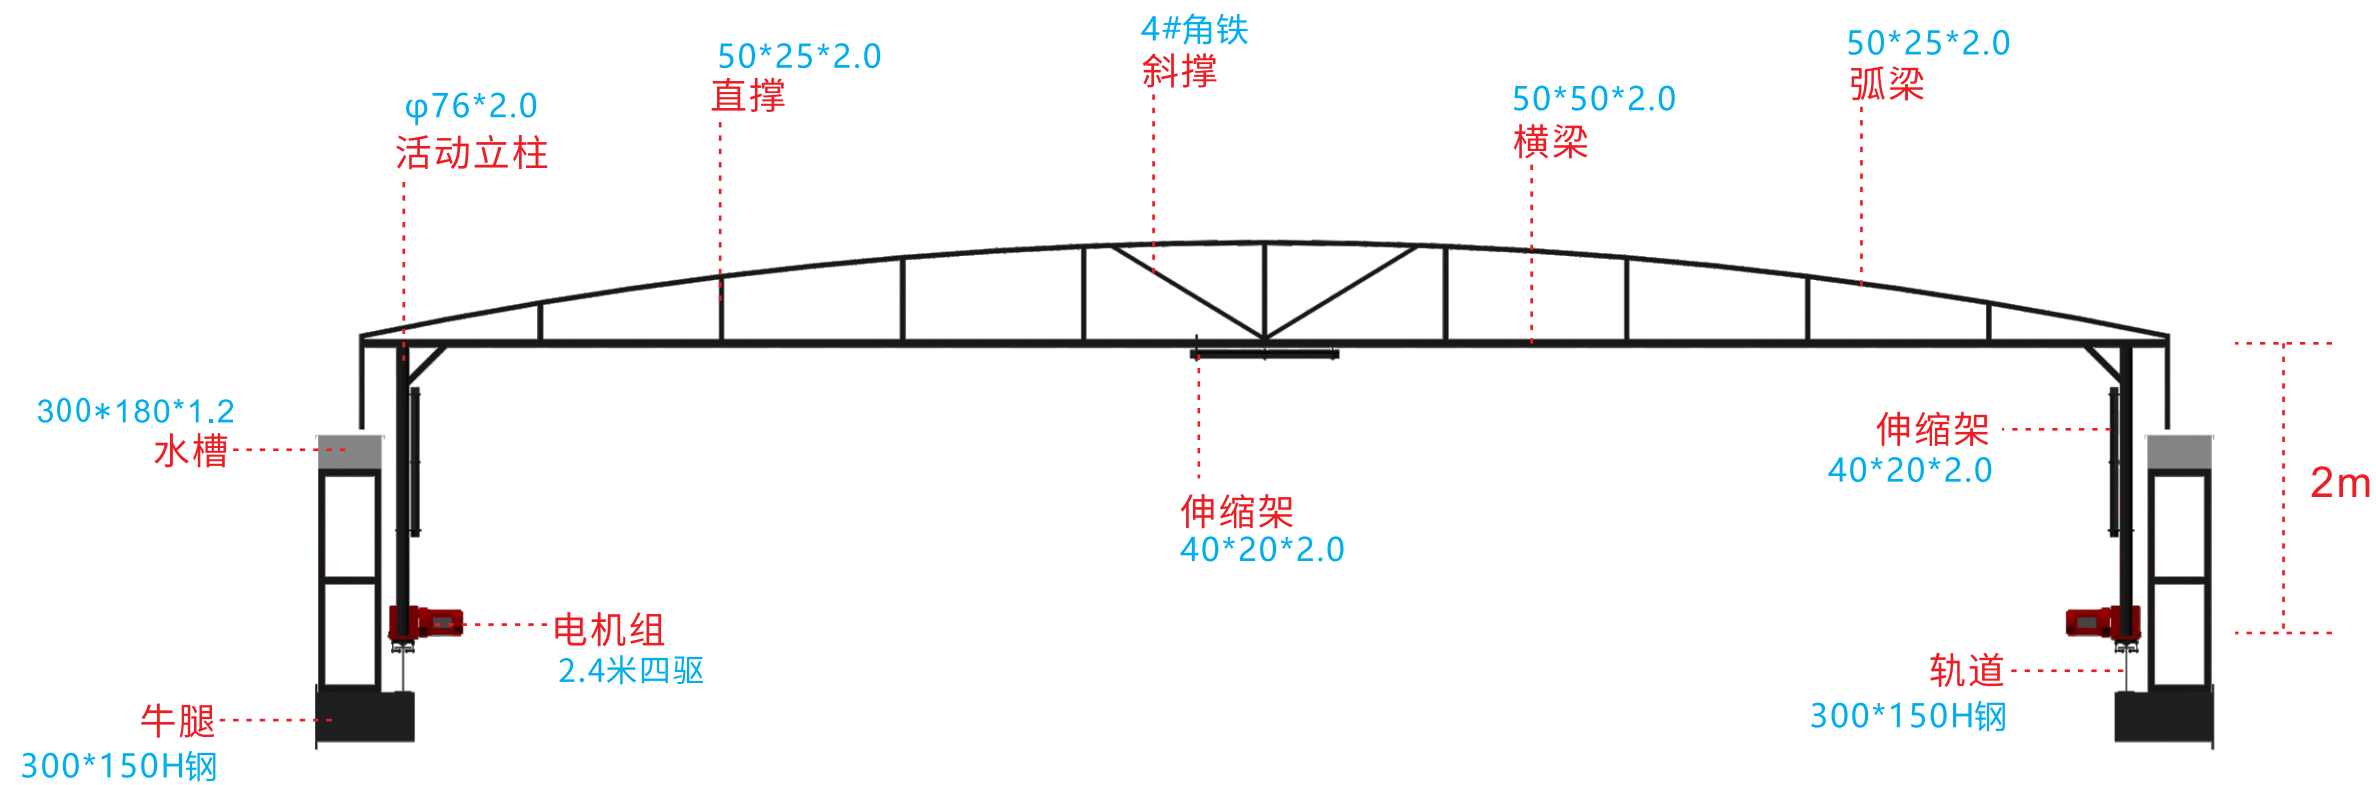 4#角铁
斜撑
50*25*2.0
弧梁
50*25*2.0
直撑
φ76*2.0
活动立柱
50*50*2.0
横梁
300*180*1.2
水槽
伸缩架
40*20*2.0
2m
伸缩架
40*20*2.0
电机组
2.4米四驱
轨道
300*150H钢
牛腿
300*150H钢